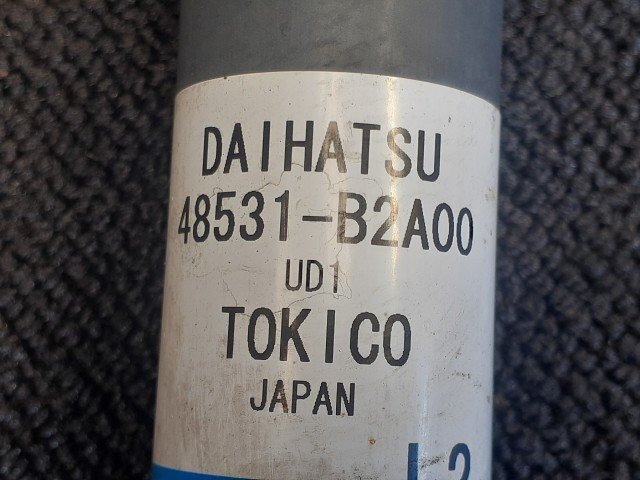 DAIHATSU
48531-B2A00
UD1
TOKICO
JAPAN